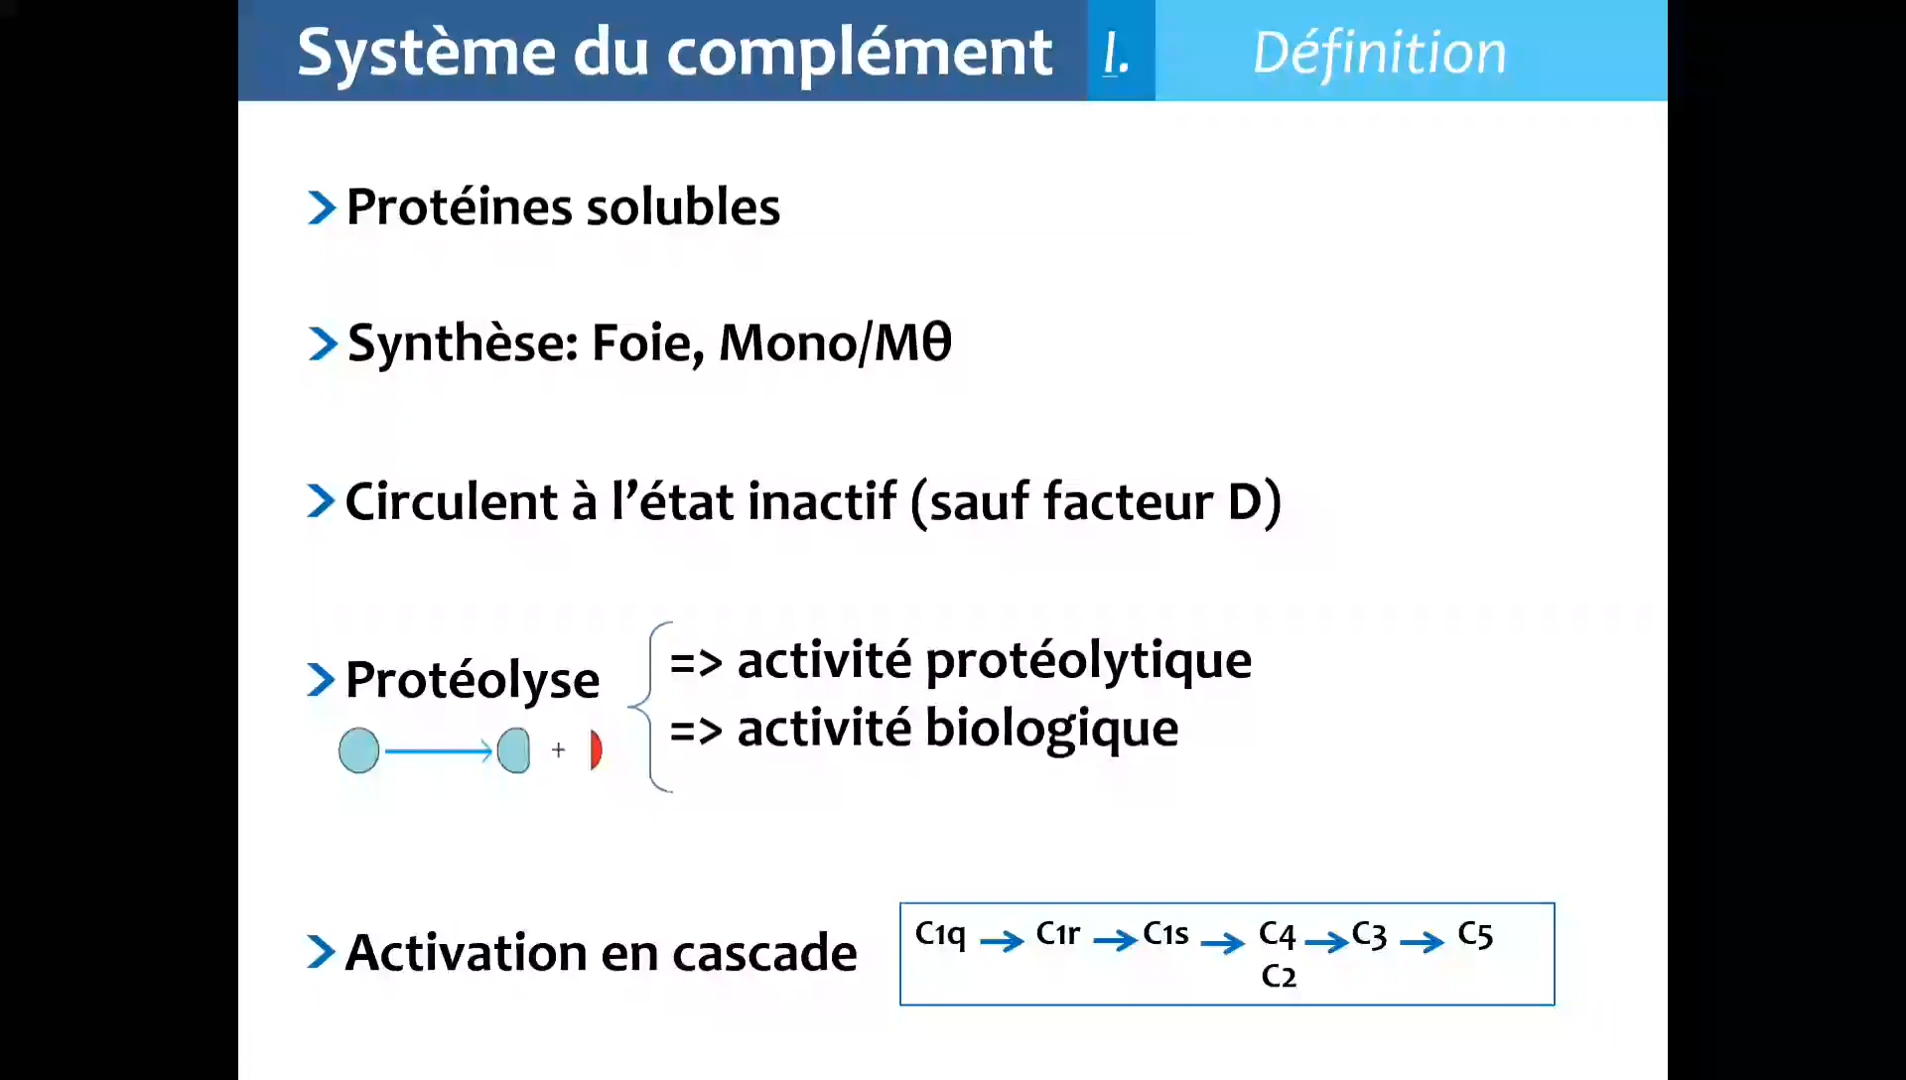 Système du complément I. Définition
Protéines solubles
Synthèse: Foie, Mono/Mθ
Circulent à l’état inactif (sauf facteur D)
Protéolyse
=> activité protéolytique
=> activité biologique
+
Activation en cascade
C1q → C1r → C1s → C4 → C3 → C5
C2